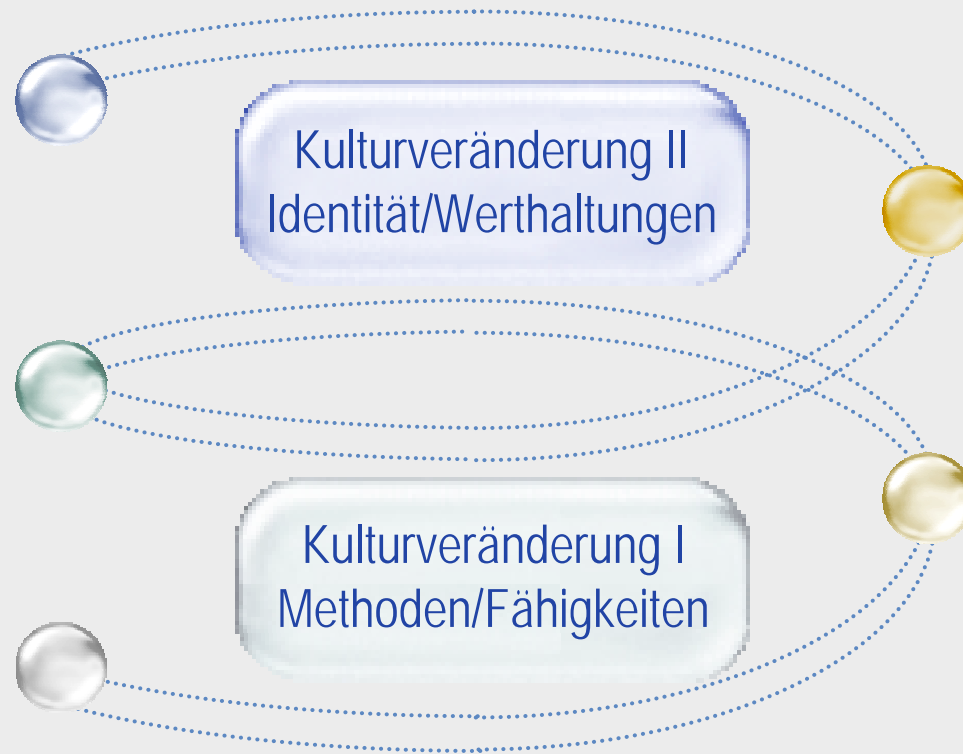 Kulturveränderung II
Identität/Werthaltungen
Kulturveränderung I
Methoden/Fähigkeiten